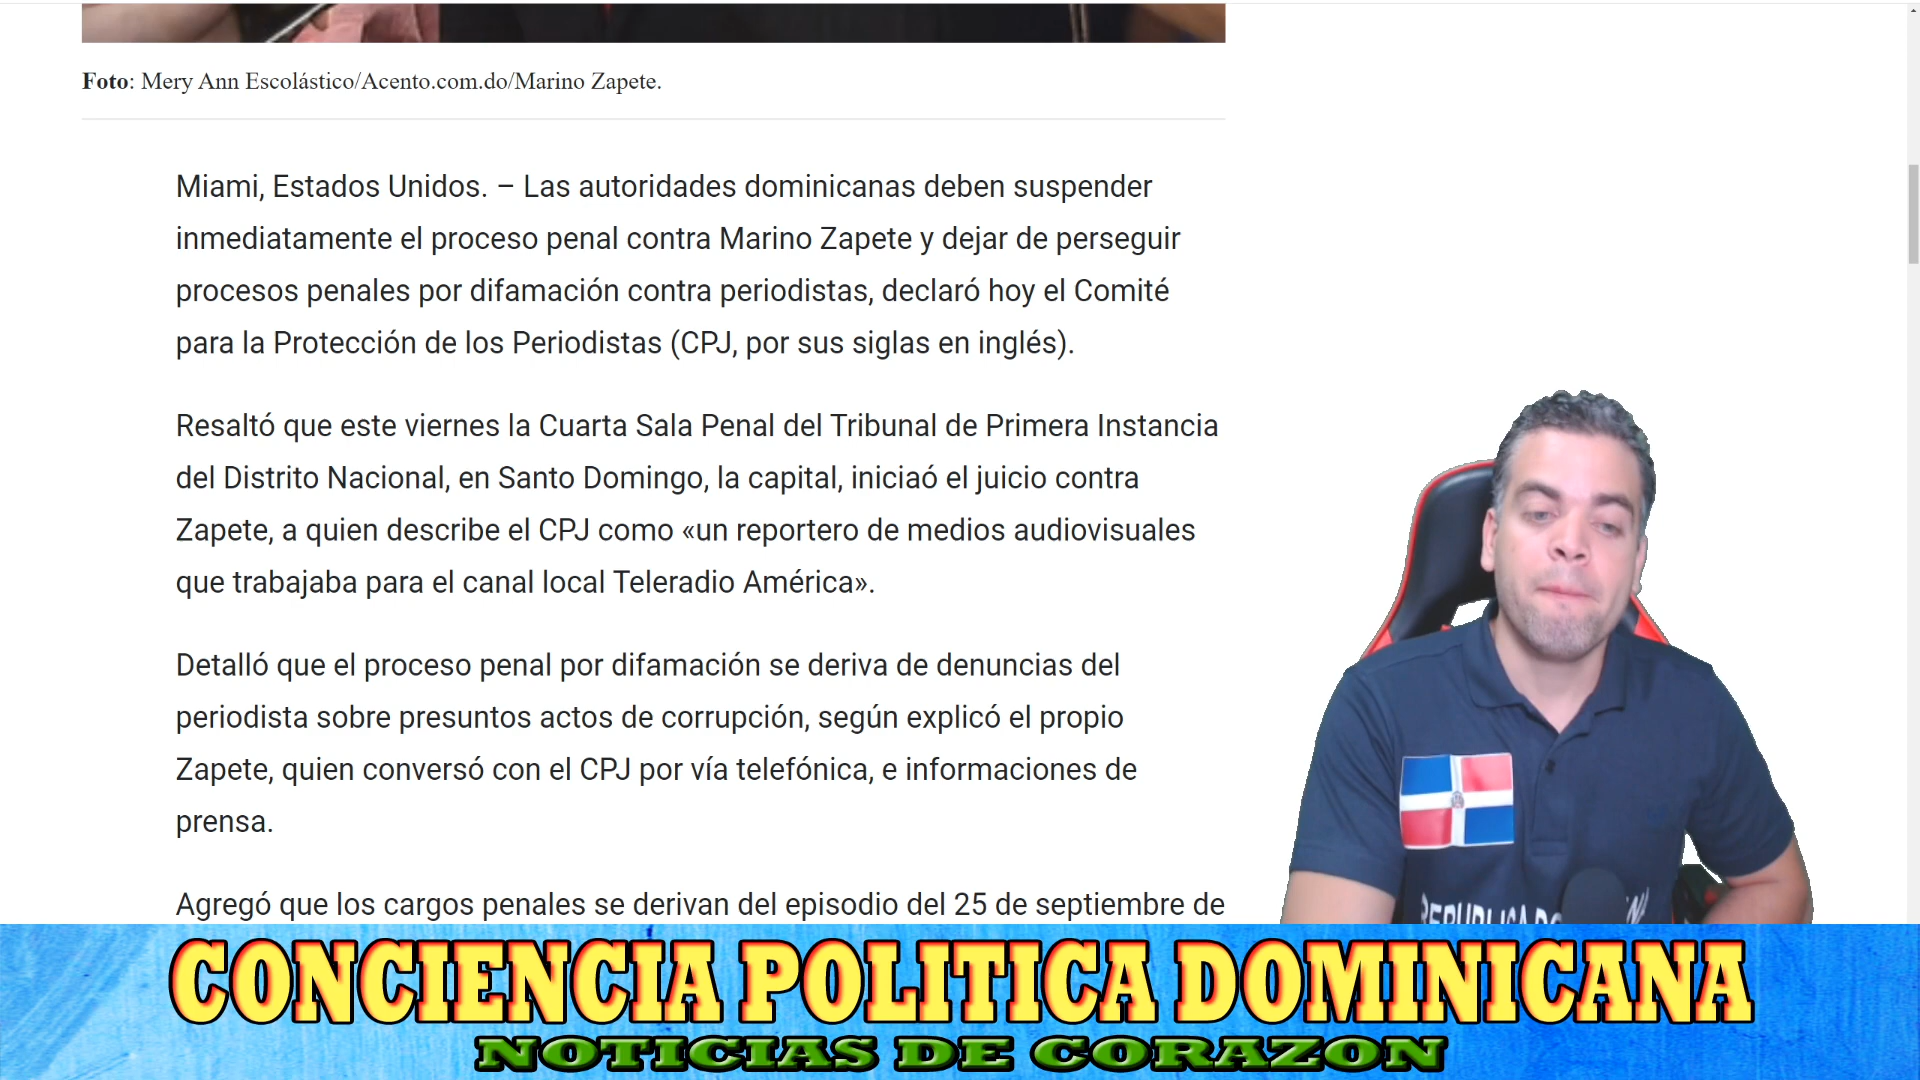 Foto: Mery Ann Escolástico/Acento.com.do/Marino Zapete.
Miami, Estados Unidos. – Las autoridades dominicanas deben suspender
inmediatamente el proceso penal contra Marino Zapete y dejar de perseguir
procesos penales por difamación contra periodistas, declaró hoy el Comité
para la Protección de los Periodistas (CPJ, por sus siglas en inglés).
Resaltó que este viernes la Cuarta Sala Penal del Tribunal de Primera Instancia
del Distrito Nacional, en Santo Domingo, la capital, iniciaó el juicio contra
Zapete, a quien describe el CPJ como «un reportero de medios audiovisuales
que trabajaba para el canal local Teleradio América».
Detalló que el proceso penal por difamación se deriva de denuncias del
periodista sobre presuntos actos de corrupción, según explicó el propio
Zapete, quien conversó con el CPJ por vía telefónica, e informaciones de
prensa.
Agregó que los cargos penales se derivan del episodio del 25 de septiembre de
CONCIENCIA POLITICA DOMINICANA
NOTICIAS DE CORAZON